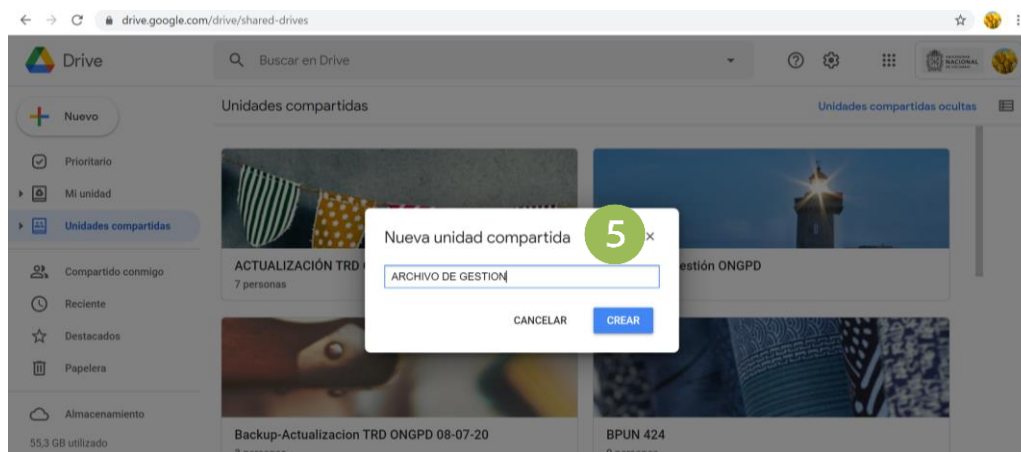 drive.google.com/drive/shared-drives
Drive
Buscar en Drive
NACIONAL
Nuevo
Unidades compartidas
Unidades compartidas ocultas
Prioritario
Mi unidad
Unidades compartidas
Compartido conmigo
Reciente
Destacados
Papelera
Almacenamiento
55,3 GB utilizado
Nueva unidad compartida
5
ARCHIVO DE GESTION
CANCELAR
CREAR
ACTUALIZACIÓN TRD
7 personas
estión ONGPD
Backup-Actualizacion TRD ONGPD 08-07-20
BPUN 424